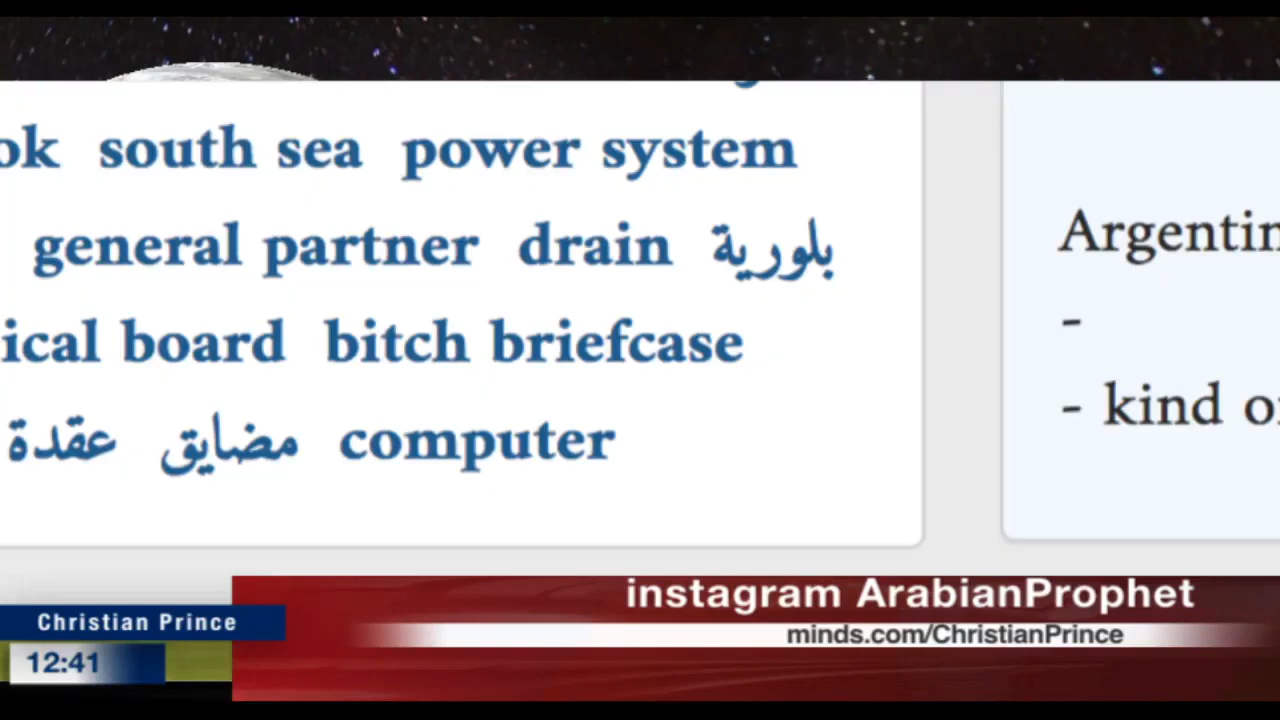 ok south sea power system
general partner drain بلورية
Argentin
ical board bitch briefcase
-
- kind o
عقدة مضايق computer
instagram ArabianProphet
Christian Prince
minds.com/ChristianPrince
12:41